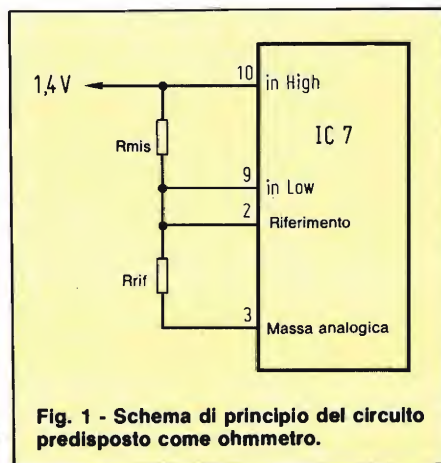 1,4 V
10
in High
Rmis
IC 7
9
in Low
2
Riferimento
Rrif
3
Massa analogica
Fig. 1 - Schema di principio del circuito
predisposto come ohmmetro.